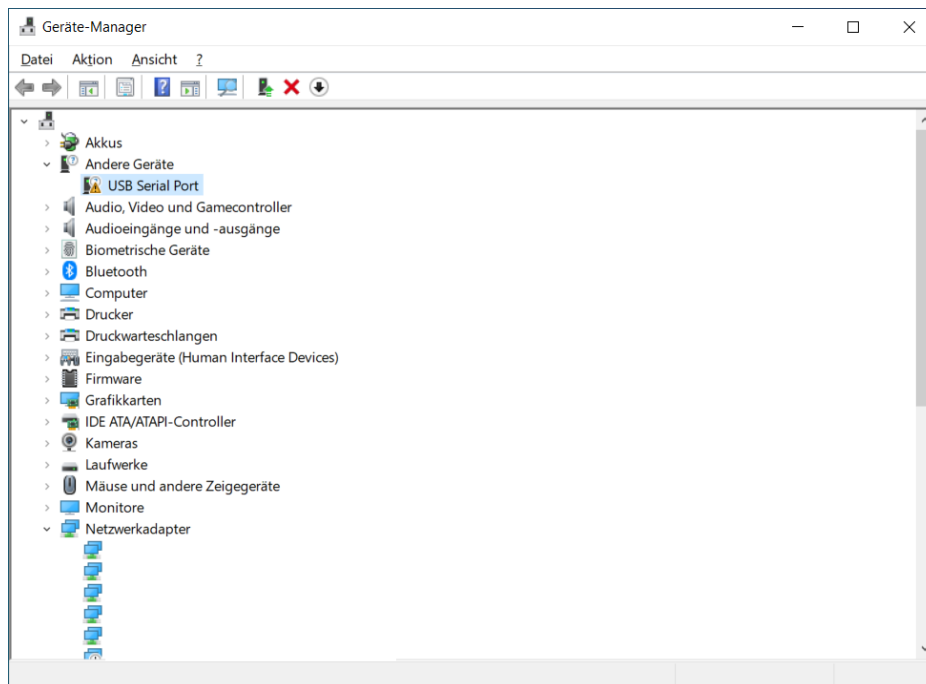 Geräte-Manager
Datei Aktion Ansicht ?
Akkus
Andere Geräte
USB Serial Port
Audio, Video und Gamecontroller
Audioeingänge und -ausgänge
Biometrische Geräte
Bluetooth
Computer
Drucker
Druckwarteschlangen
Eingabegeräte (Human Interface Devices)
Firmware
Grafikkarten
IDE ATA/ATAPI-Controller
Kameras
Laufwerke
Mäuse und andere Zeigegeräte
Monitore
Netzwerkadapter